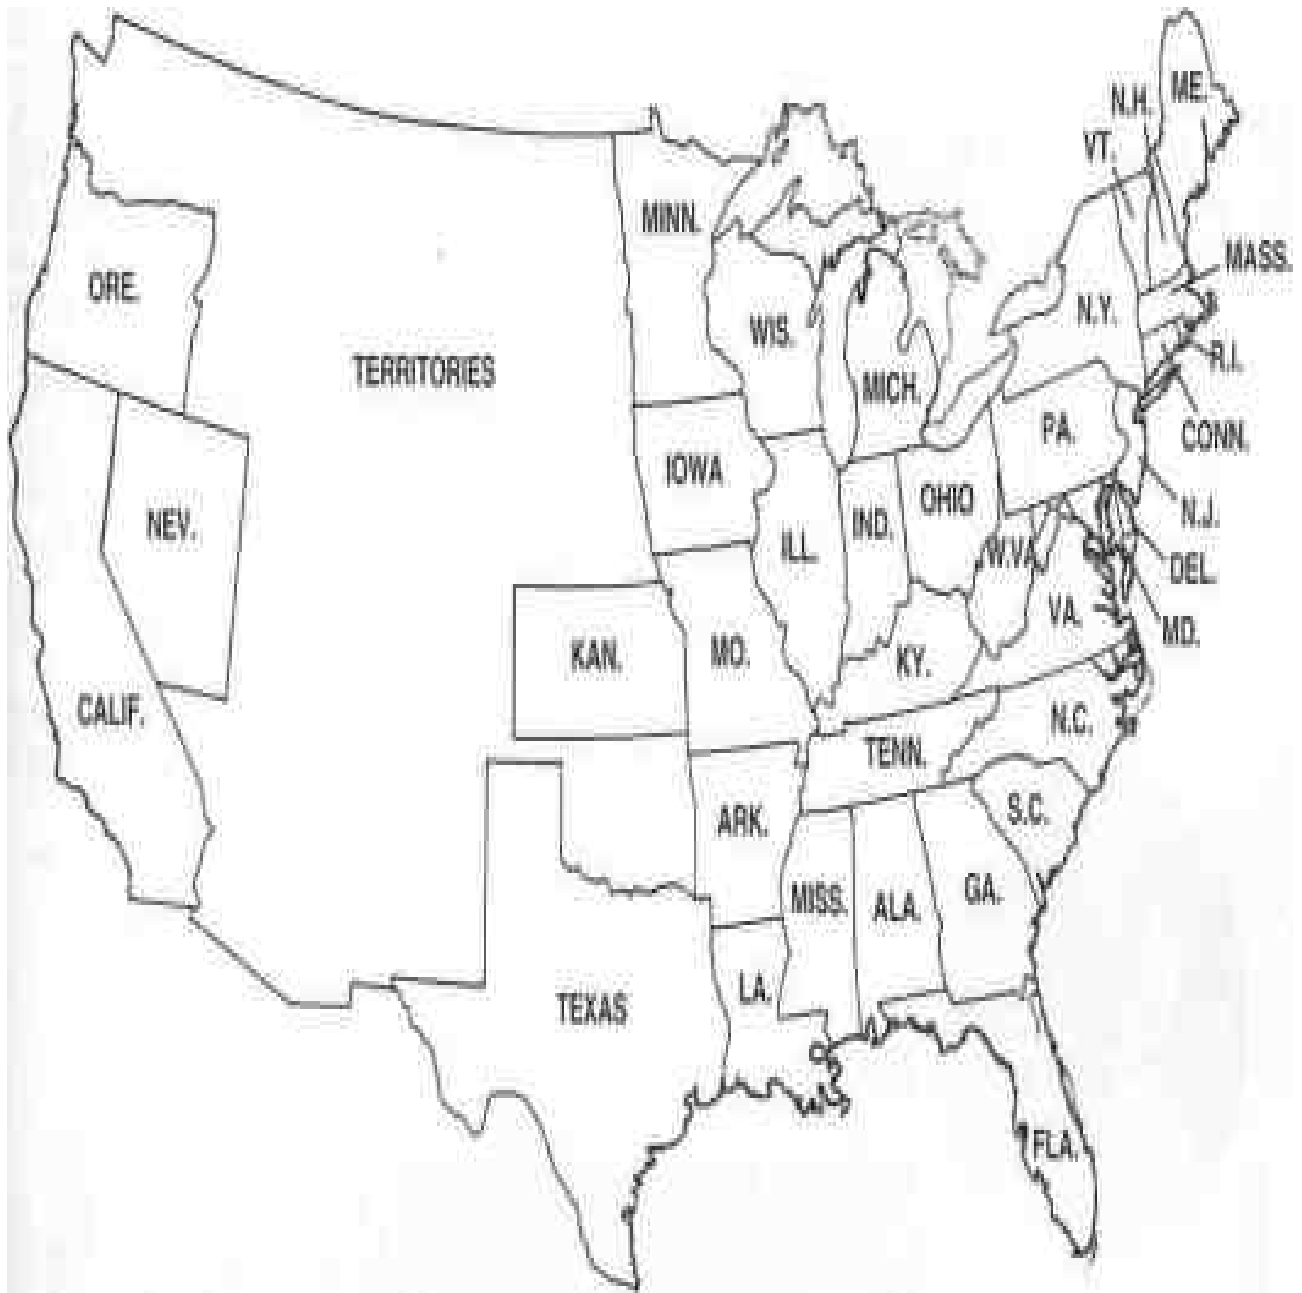 ME.
N.H.
VT.
MINN.
MASS.
ORE.
N.Y.
WIS.
R.I.
TERRITORIES
MICH.
PA.
CONN.
IOWA
OHIO
N.J.
NEV.
IND.
ILL.
W.VA.
DEL.
VA.
MD.
KAN.
MO.
KY.
CALIF.
N.C.
TENN.
S.C.
ARK.
GA.
MISS.
ALA.
LA.
TEXAS
FLA.